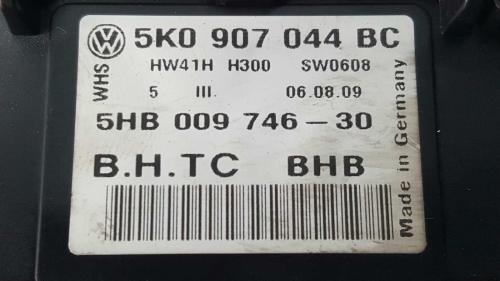 5K0 907 044 BC
HW41H H300 SW0608
5 III 06.08.09
5HB 009 746-30
B.H.TC BHB
WHS
Made in Germany